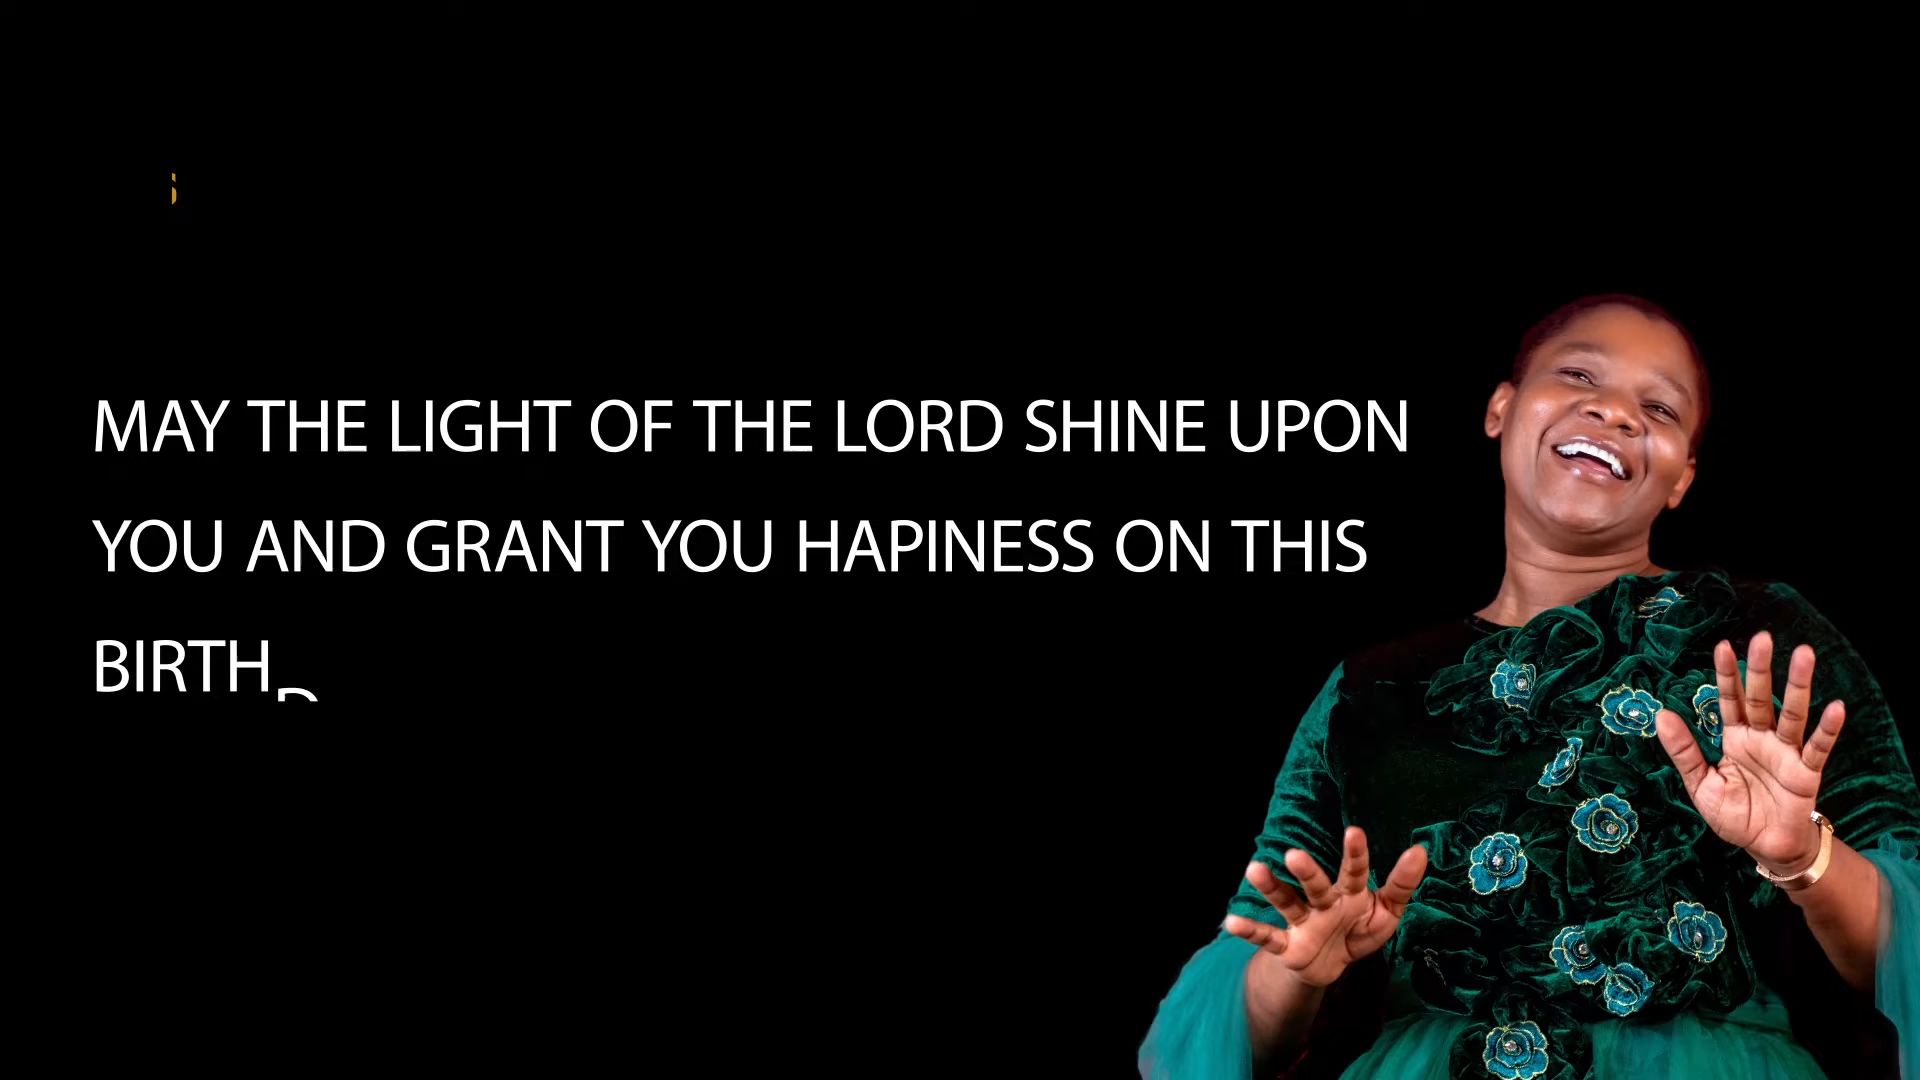 MAY THE LIGHT OF THE LORD SHINE UPON
YOU AND GRANT YOU HAPINESS ON THIS
BIRTH